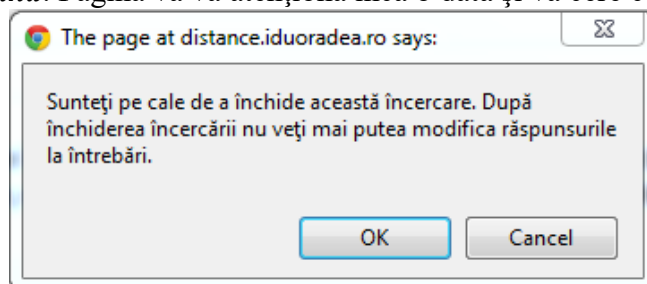 The page at distance.iduoradea.ro says:
Sunteţi pe cale de a închide această încercare. După
închiderea încercării nu veţi mai putea modifica răspunsurile
la întrebări.
OK Cancel